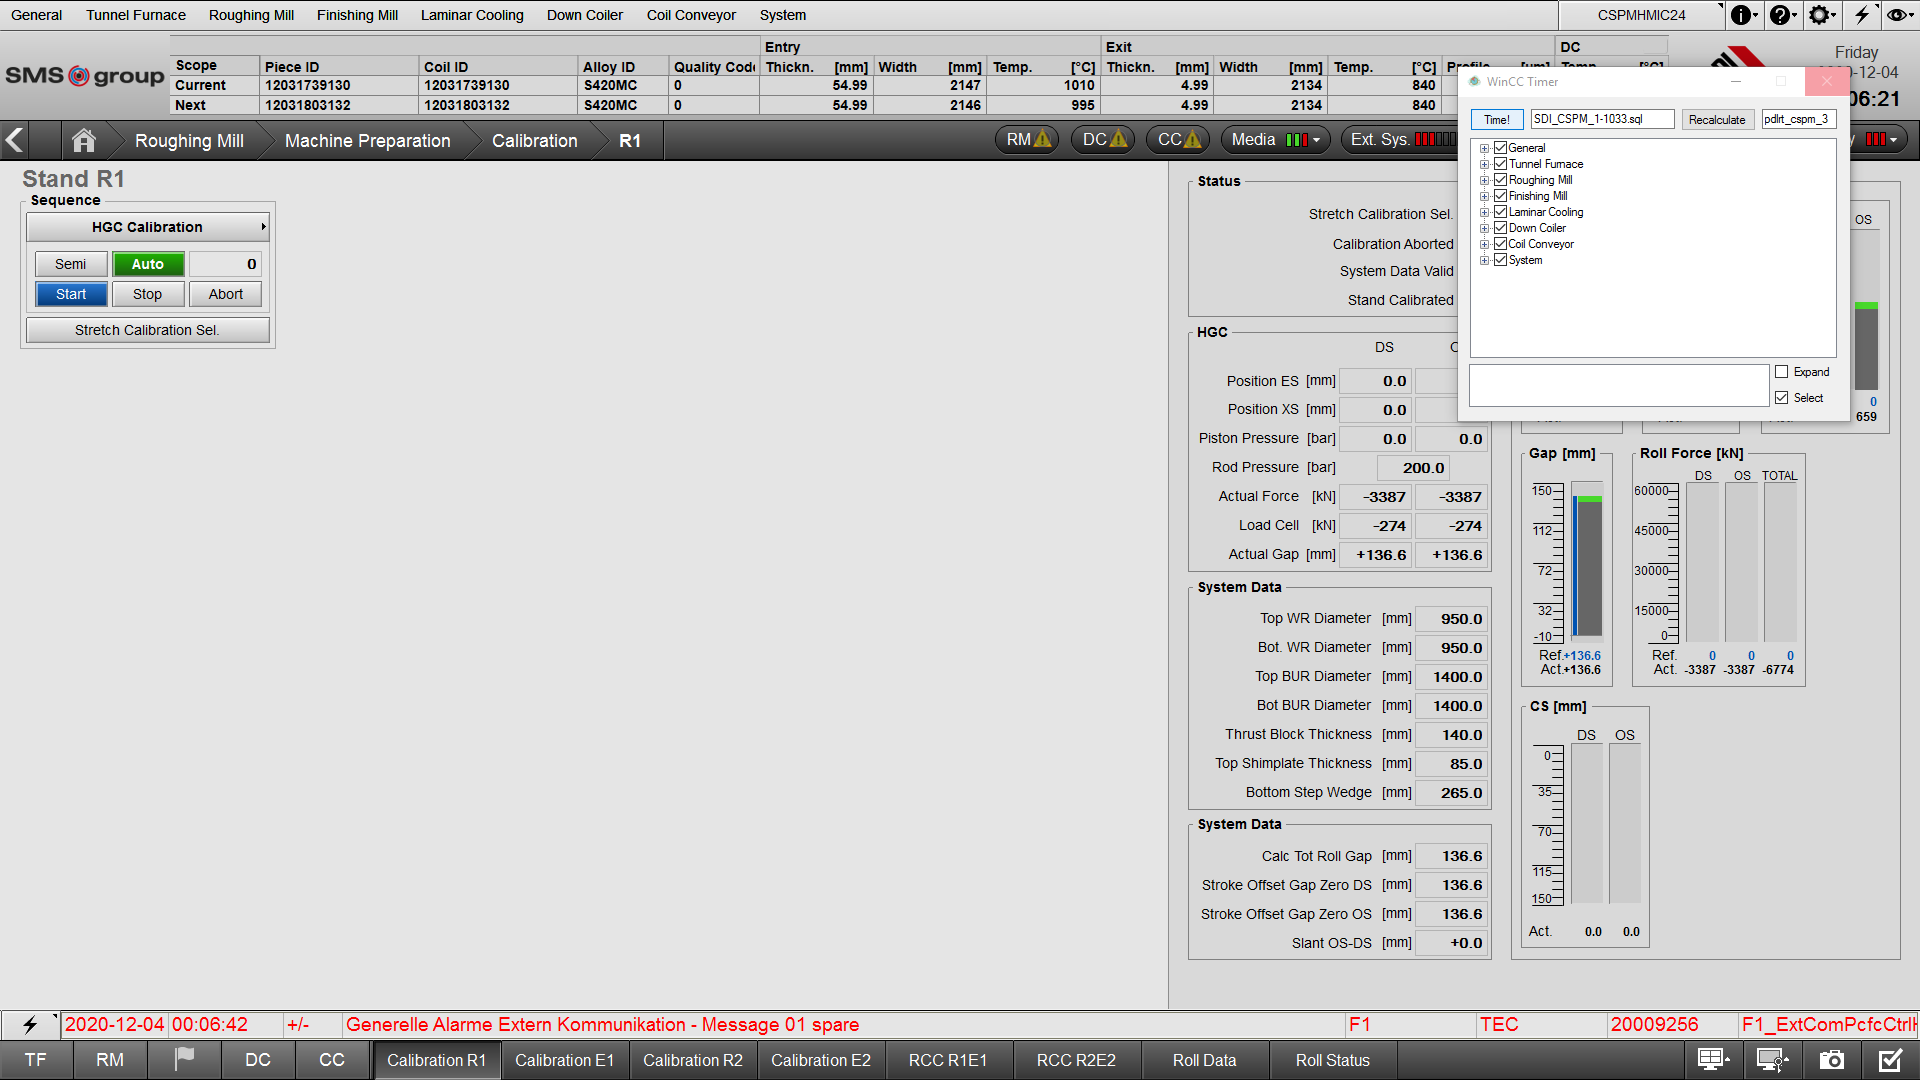 General Tunnel Furnace Roughing Mill Finishing Mill Laminar Cooling Down Coiler Coil Conveyor System CSPMHMIC24
SMS group
Entry Exit DC
Scope Piece ID Coil ID Alloy ID Quality Code Thickn. [mm] Width [mm] Temp. [°C] Thickn. [mm] Width [mm] Temp. [°C]
Current 12031739130 12031739130 S420MC 0 54.99 2147 1010 4.99 2134 840
Next 12031803132 12031803132 S420MC 0 54.99 2146 995 4.99 2134 840
Friday
-12-04
06:21
Roughing Mill Machine Preparation Calibration R1 RM DC CC Media Ext. Sys.
WinCC Timer
Time! SDI_CSPM_1-1033.sql Recalculate pdlrt_cspm_3
General
Tunnel Furnace
Roughing Mill
Finishing Mill
Laminar Cooling
Down Coiler
Coil Conveyor
System
Expand
Select
Stand R1
Sequence
HGC Calibration
Semi Auto 0
Start Stop Abort
Stretch Calibration Sel.
Status
Stretch Calibration Sel.
Calibration Aborted
System Data Valid
Stand Calibrated
OS
0
659
HGC
DS
Position ES [mm] 0.0
Position XS [mm] 0.0
Piston Pressure [bar] 0.0 0.0
Rod Pressure [bar] 200.0
Actual Force [kN] -3387 -3387
Load Cell [kN] -274 -274
Actual Gap [mm] +136.6 +136.6
System Data
Top WR Diameter [mm] 950.0
Bot. WR Diameter [mm] 950.0
Top BUR Diameter [mm] 1400.0
Bot BUR Diameter [mm] 1400.0
Thrust Block Thickness [mm] 140.0
Top Shimplate Thickness [mm] 85.0
Bottom Step Wedge [mm] 265.0
System Data
Calc Tot Roll Gap [mm] 136.6
Stroke Offset Gap Zero DS [mm] 136.6
Stroke Offset Gap Zero OS [mm] 136.6
Slant OS-DS [mm] +0.0
Gap [mm]
150
112
72
32
-10
Ref. +136.6
Act. +136.6
Roll Force [kN]
DS OS TOTAL
60000
45000
30000
15000
0
Ref. 0 0 0
Act. -3387 -3387 -6774
CS [mm]
DS OS
0
35
70
115
150
Act. 0.0 0.0
2020-12-04 00:06:42 +/- Generelle Alarme Extern Kommunikation - Message 01 spare F1 TEC 20009256
TF RM DC CC Calibration R1 Calibration E1 Calibration R2 Calibration E2 RCC R1E1 RCC R2E2 Roll Data Roll Status